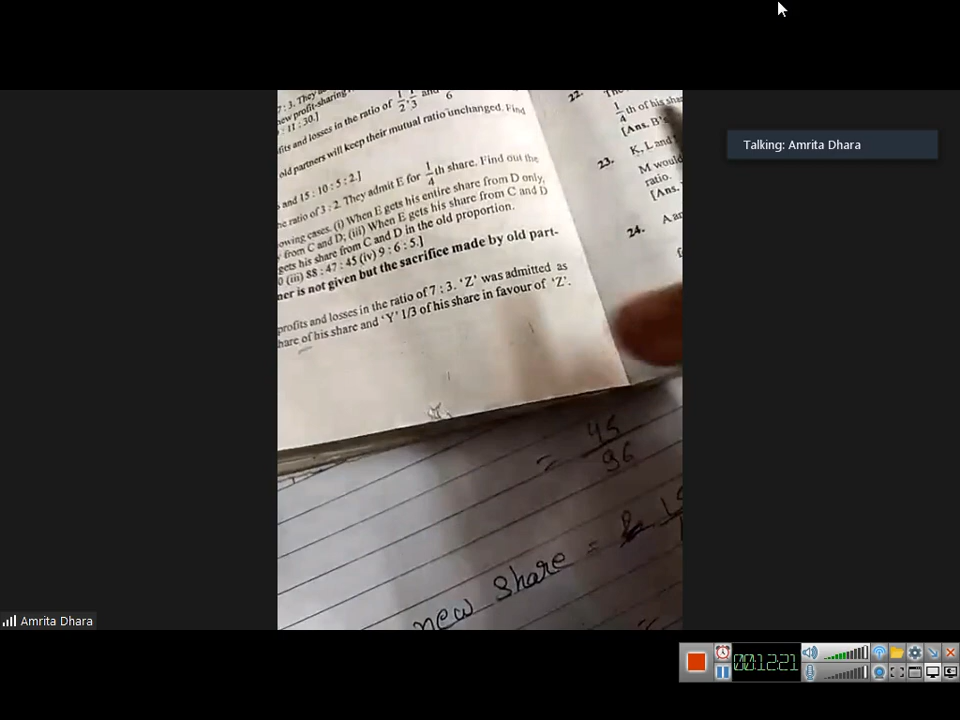 7 : 3. They
new profit-sharing
: 11 : 30.]
fits and losses in the ratio of 1/2, 1/3 and 1/6
old partners will keep their mutual ratio unchanged. Find
and 15 : 10 : 5 : 2.]
ratio of 3 : 2. They admit E for 1/4 th share. Find out the
owing cases. (i) When E gets his entire share from D only,
from C and D; (iii) When E gets his share from C and D
gets his share from C and D in the old proportion.
(iii) 88 : 47 : 45 (iv) 9 : 6 : 5.]
ner is not given but the sacrifice made by old part-
profits and losses in the ratio of 7 : 3. 'Z' was admitted as
hare of his share and 'Y' 1/3 of his share in favour of 'Z'.
22.
1/4 th of his sha
[Ans. B's
23. K, L and
M would
ratio.
[Ans.
24. A an
= 45/96
new Share =
Talking: Amrita Dhara
Amrita Dhara
00:12:21